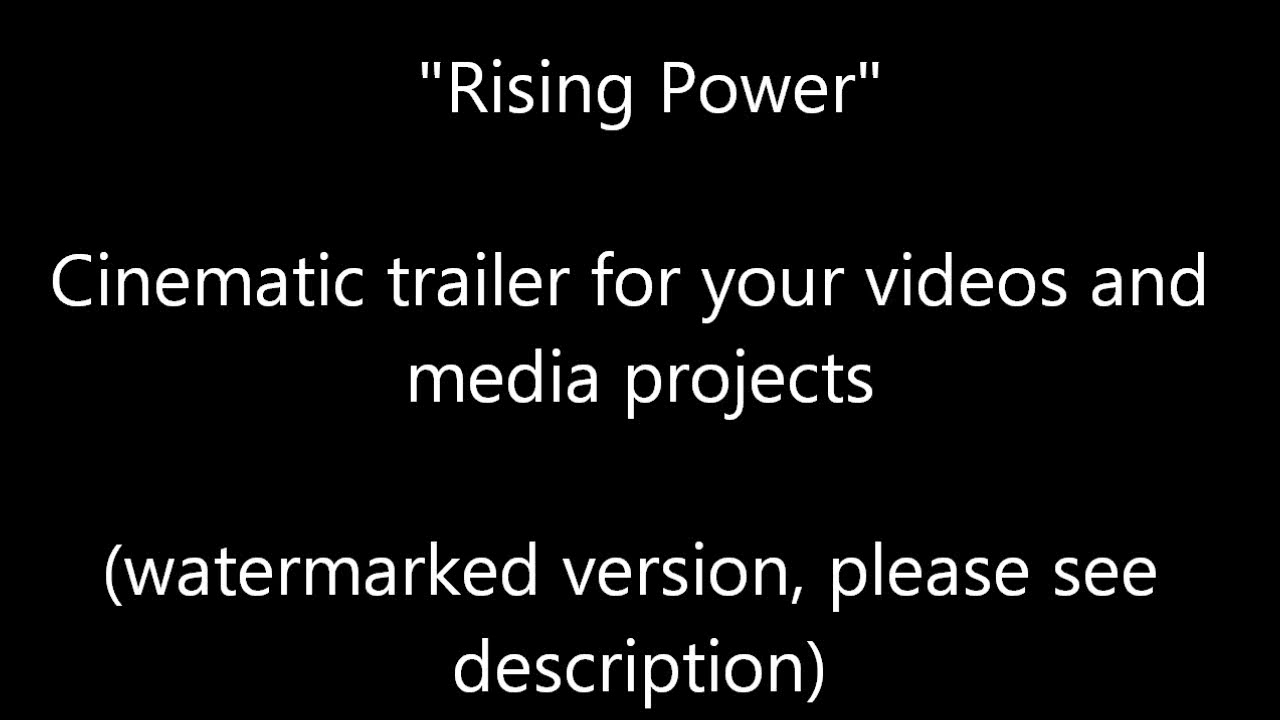 "Rising Power"
Cinematic trailer for your videos and
media projects
(watermarked version, please see
description)